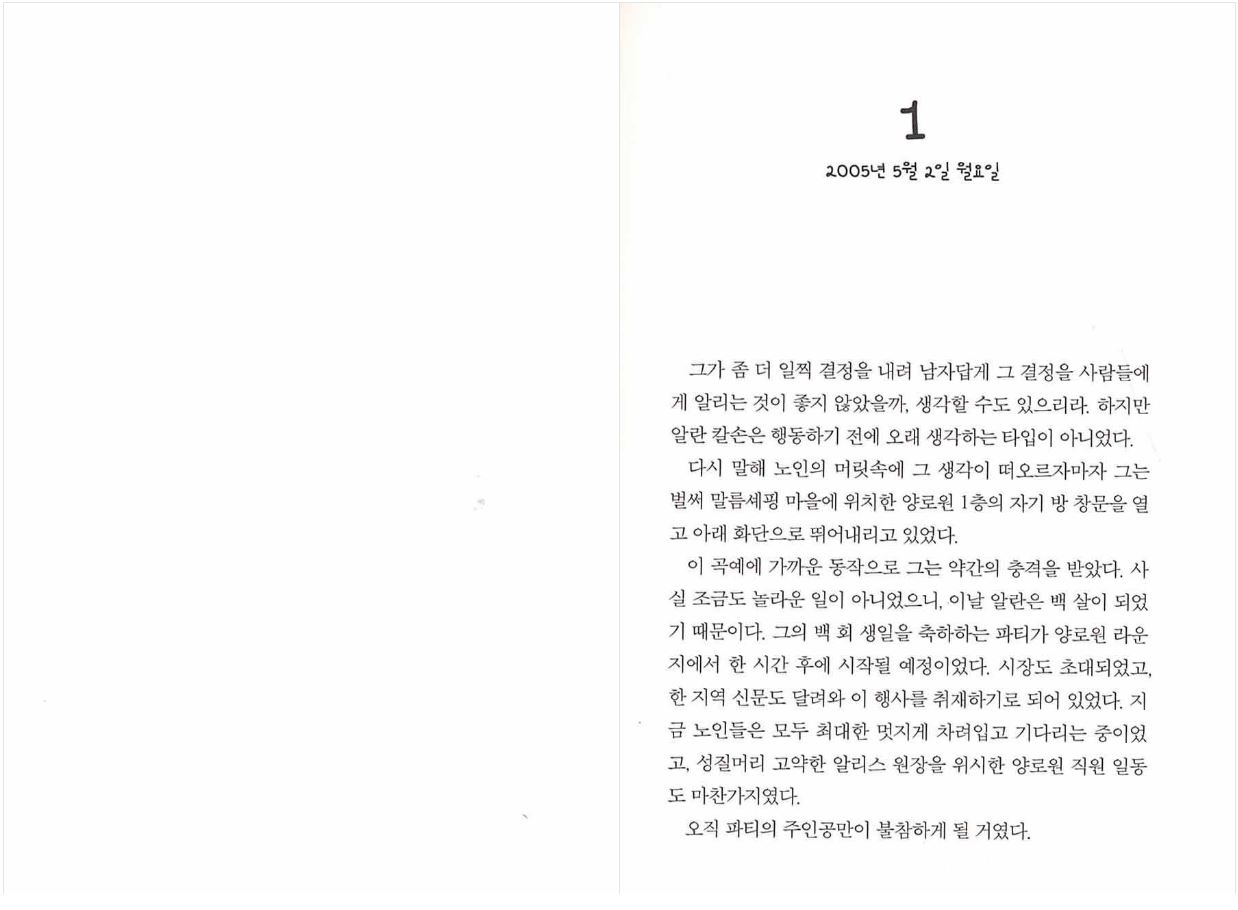 1
2005년 5월 2일 월요일
그가 좀 더 일찍 결정을 내려 남자답게 그 결정을 사람들에
게 알리는 것이 좋지 않았을까, 생각할 수도 있으리라. 하지만
알란 칼손은 행동하기 전에 오래 생각하는 타입이 아니었다.
다시 말해 노인의 머릿속에 그 생각이 떠오르자마자 그는
벌써 말름셰핑 마을에 위치한 양로원 1층의 자기 방 창문을 열
고 아래 화단으로 뛰어내리고 있었다.
이 곡예에 가까운 동작으로 그는 약간의 충격을 받았다. 사
실 조금도 놀라운 일이 아니었으니, 이날 알란은 백 살이 되었
기 때문이다. 그의 백 회 생일을 축하하는 파티가 양로원 라운
지에서 한 시간 후에 시작될 예정이었다. 시장도 초대되었고,
한 지역 신문도 달려와 이 행사를 취재하기로 되어 있었다. 지
금 노인들은 모두 최대한 멋지게 차려입고 기다리는 중이었
고, 성질머리 고약한 알리스 원장을 위시한 양로원 직원 일동
도 마찬가지였다.
오직 파티의 주인공만이 불참하게 될 거였다.